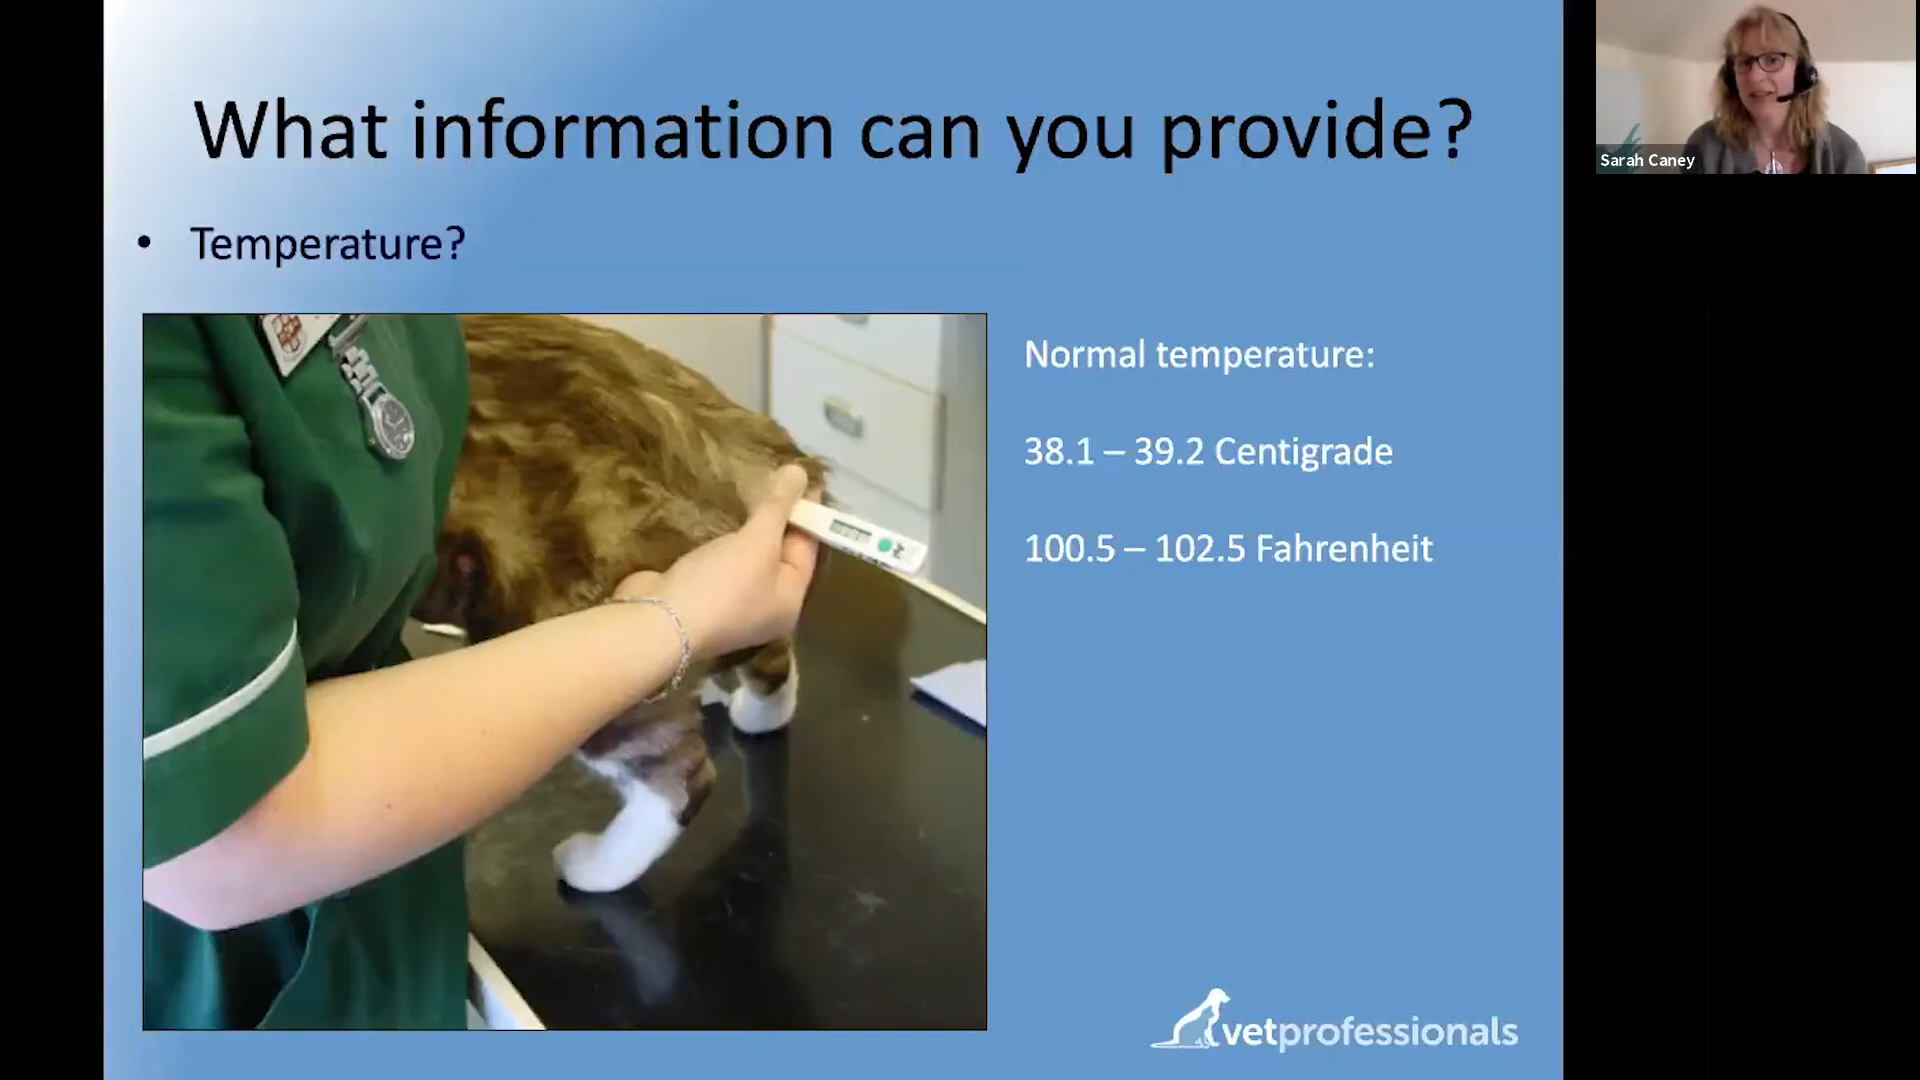 What information can you provide?
• Temperature?
Normal temperature:
38.1 – 39.2 Centigrade
100.5 – 102.5 Fahrenheit
vetprofessionals
Sarah Caney